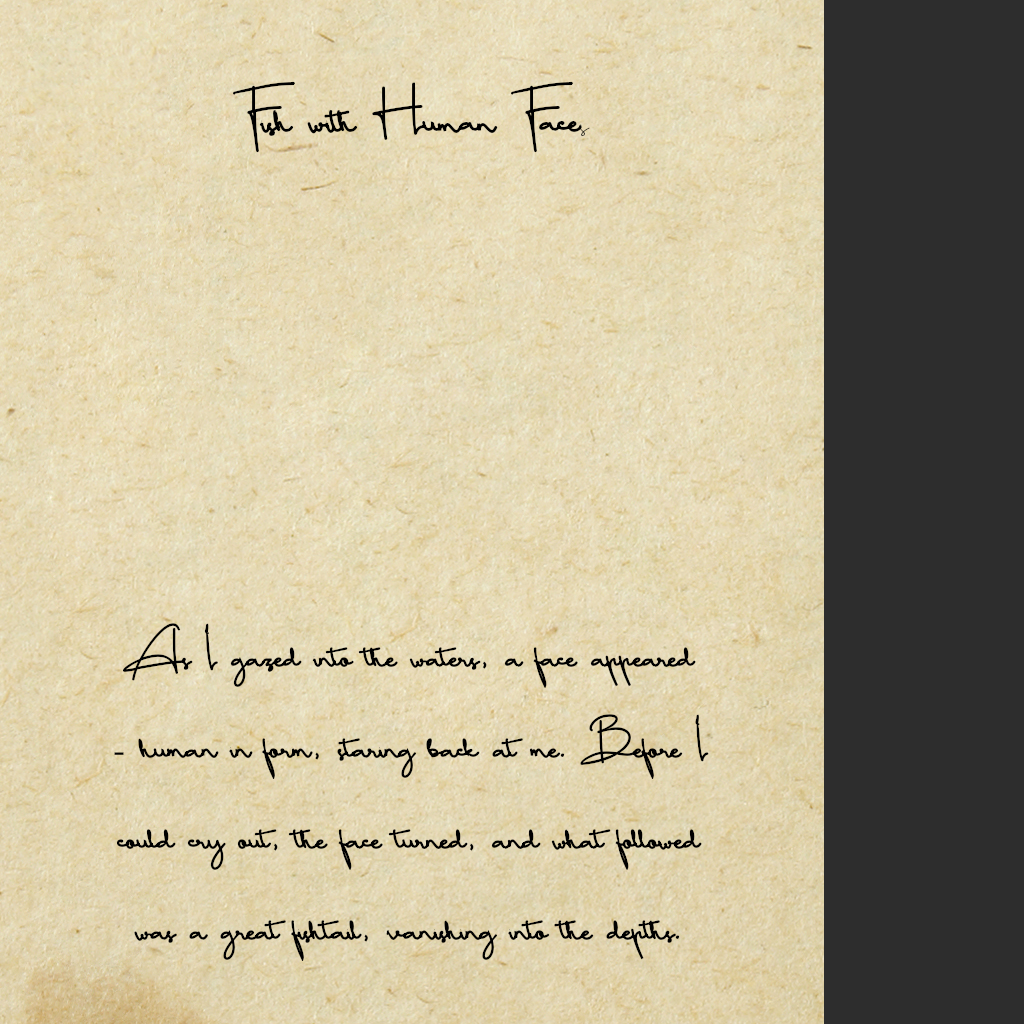 Fish with Human Faces
As I gazed into the waters, a face appeared
- human in form, staring back at me. Before I
could cry out, the face turned, and what followed
was a great fishtail, vanishing into the depths.